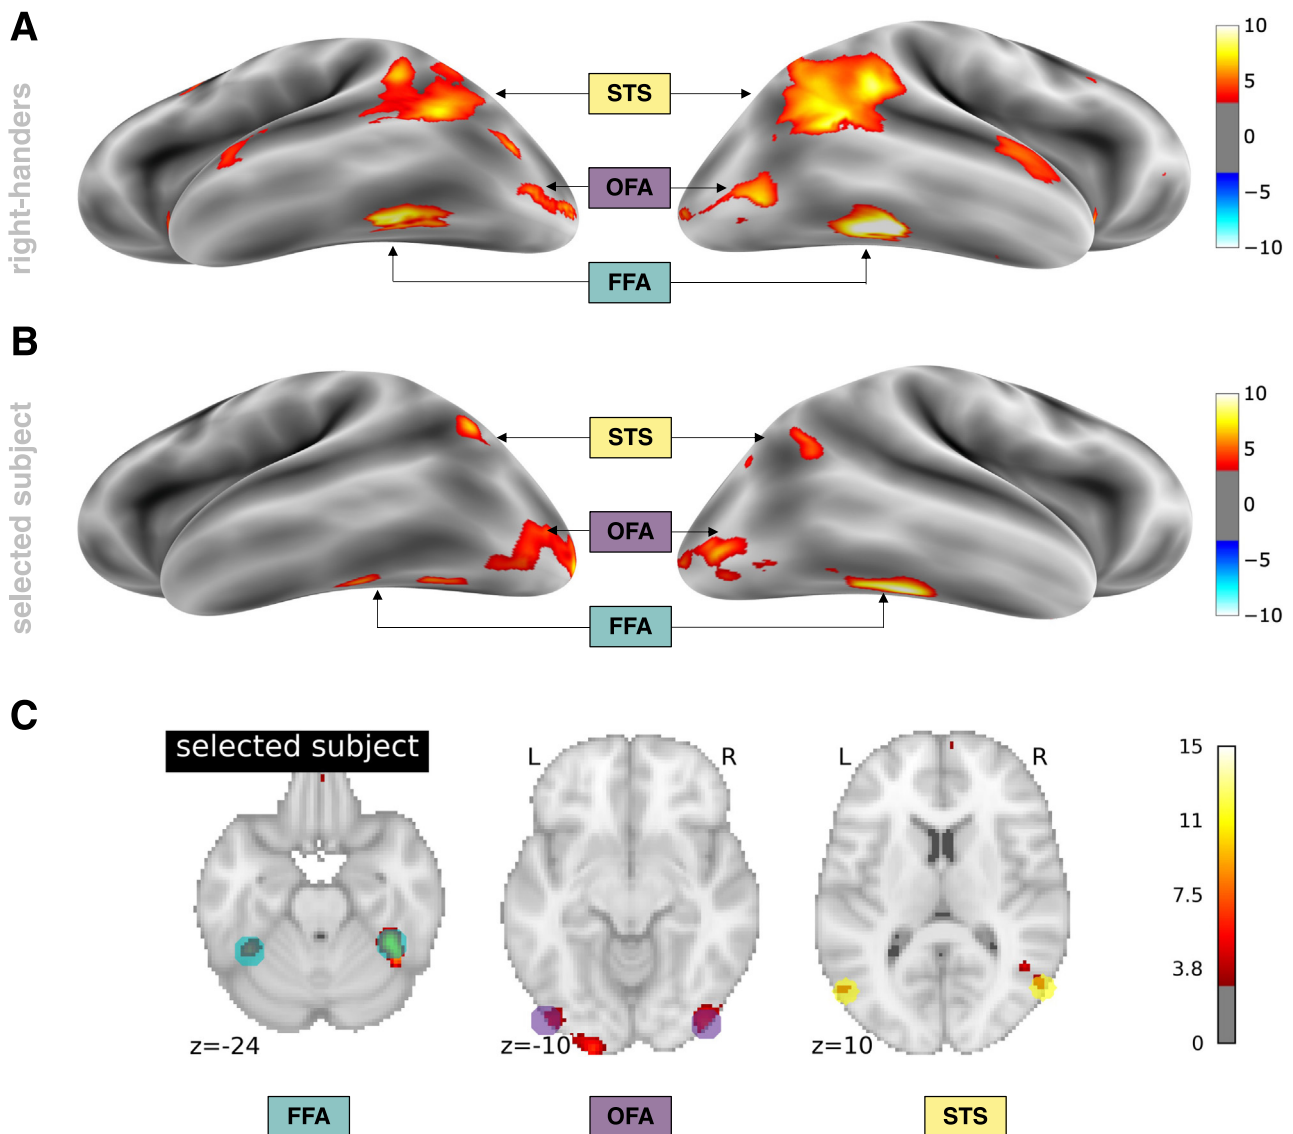 A
right-handers
STS
OFA
FFA
10
5
0
−5
−10
B
selected subject
STS
OFA
FFA
10
5
0
−5
−10
C
selected subject
L R
L R
z=-24
z=-10
z=10
15
11
7.5
3.8
0
FFA
OFA
STS